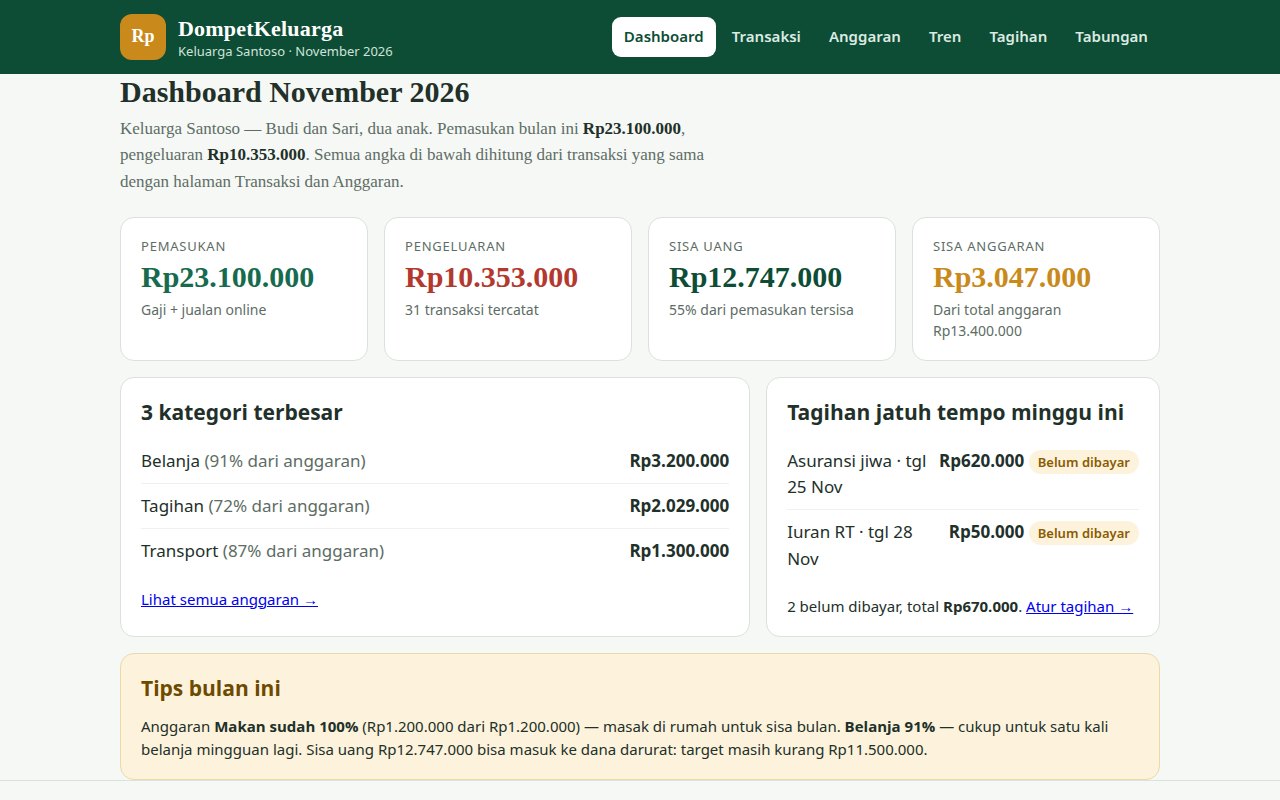 Rp
DompetKeluarga
Keluarga Santoso · November 2026
Dashboard
Transaksi
Anggaran
Tren
Tagihan
Tabungan
Dashboard November 2026
Keluarga Santoso — Budi dan Sari, dua anak. Pemasukan bulan ini Rp23.100.000,
pengeluaran Rp10.353.000. Semua angka di bawah dihitung dari transaksi yang sama
dengan halaman Transaksi dan Anggaran.
PEMASUKAN
Rp23.100.000
Gaji + jualan online
PENGELUARAN
Rp10.353.000
31 transaksi tercatat
SISA UANG
Rp12.747.000
55% dari pemasukan tersisa
SISA ANGGARAN
Rp3.047.000
Dari total anggaran
Rp13.400.000
3 kategori terbesar
Belanja (91% dari anggaran) Rp3.200.000
Tagihan (72% dari anggaran) Rp2.029.000
Transport (87% dari anggaran) Rp1.300.000
Lihat semua anggaran →
Tagihan jatuh tempo minggu ini
Asuransi jiwa · tgl Rp620.000 Belum dibayar
25 Nov
Iuran RT · tgl 28 Rp50.000 Belum dibayar
Nov
2 belum dibayar, total Rp670.000. Atur tagihan →
Tips bulan ini
Anggaran Makan sudah 100% (Rp1.200.000 dari Rp1.200.000) — masak di rumah untuk sisa bulan. Belanja 91% — cukup untuk satu kali
belanja mingguan lagi. Sisa uang Rp12.747.000 bisa masuk ke dana darurat: target masih kurang Rp11.500.000.